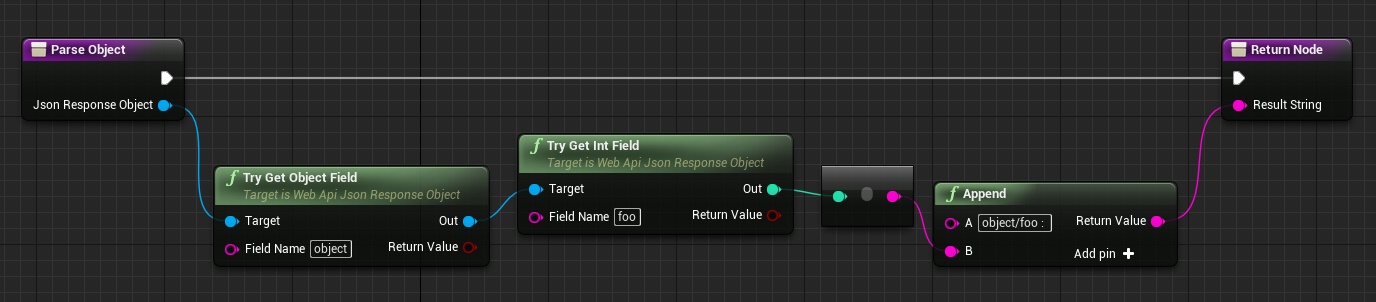 Parse Object
Json Response Object
Try Get Object Field
Target is Web Api Json Response Object
Target
Out
Field Name object
Return Value
Try Get Int Field
Target is Web Api Json Response Object
Target
Out
Field Name foo
Return Value
Append
A object/foo :
Return Value
B
Add pin
Return Node
Result String